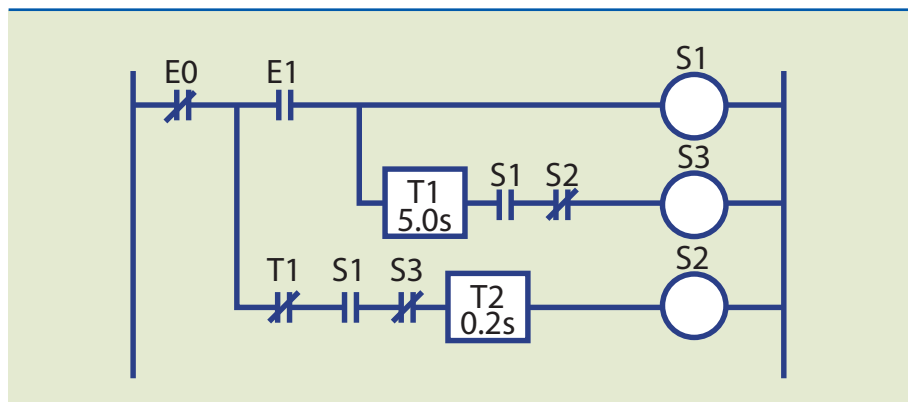 E0 E1 S1
S1 S2 S3
T1
5.0s
T1 S1 S3 S2
T2
0.2s